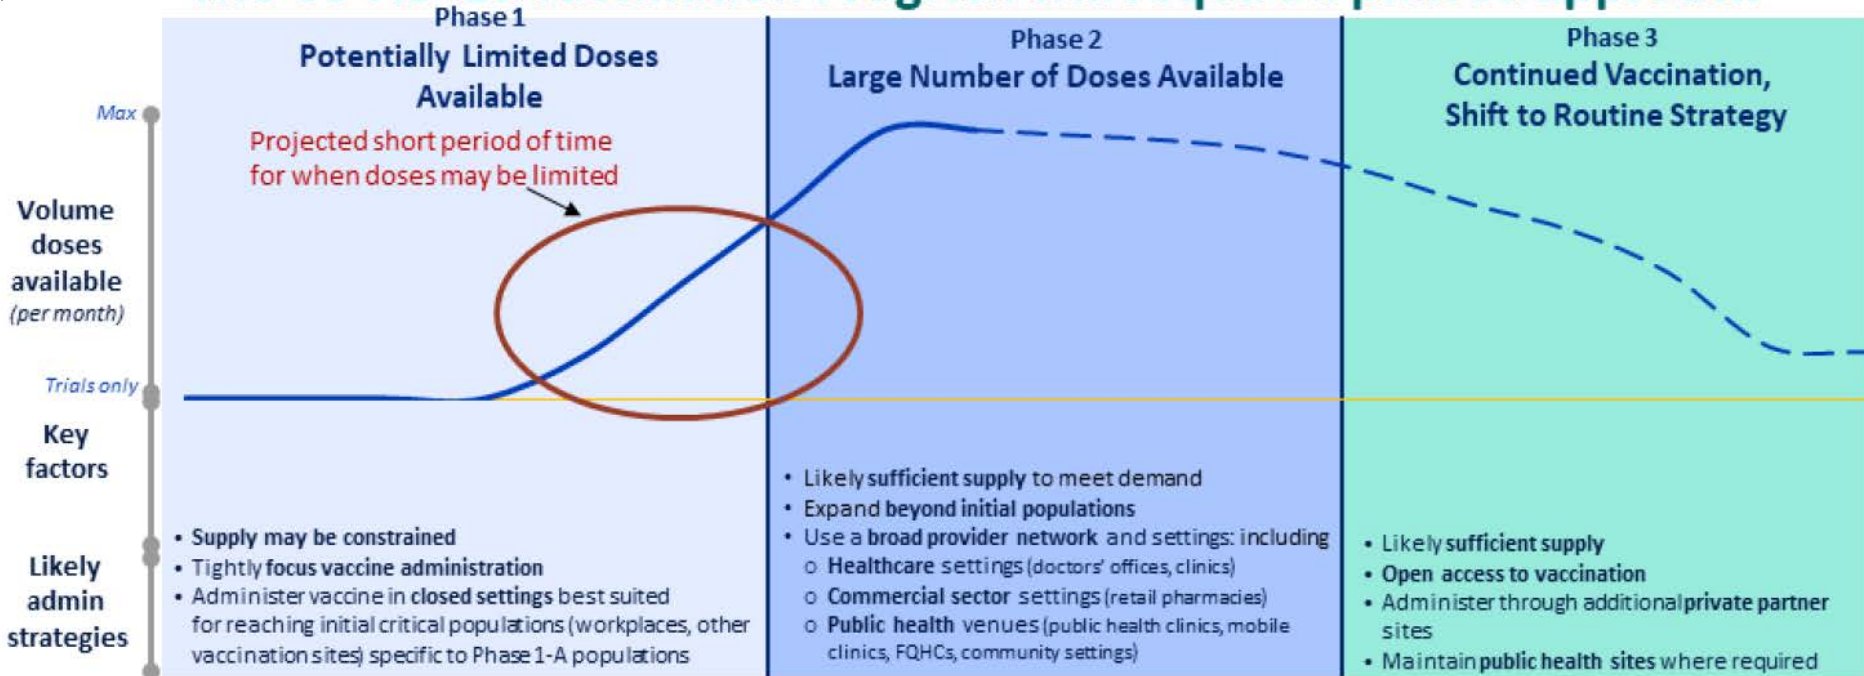 Phase 1
Potentially Limited Doses
Available
Projected short period of time
for when doses may be limited
Phase 2
Large Number of Doses Available
Phase 3
Continued Vaccination,
Shift to Routine Strategy
Max
Volume
doses
available
(per month)
Trials only
Key
factors
Likely
admin
strategies
• Supply may be constrained
• Tightly focus vaccine administration
• Administer vaccine in closed settings best suited
for reaching initial critical populations (workplaces, other
vaccination sites) specific to Phase 1-A populations
• Likely sufficient supply to meet demand
• Expand beyond initial populations
• Use a broad provider network and settings: including
o Healthcare settings (doctors' offices, clinics)
o Commercial sector settings (retail pharmacies)
o Public health venues (public health clinics, mobile
clinics, FQHCs, community settings)
• Likely sufficient supply
• Open access to vaccination
• Administer through additional private partner
sites
• Maintain public health sites where required